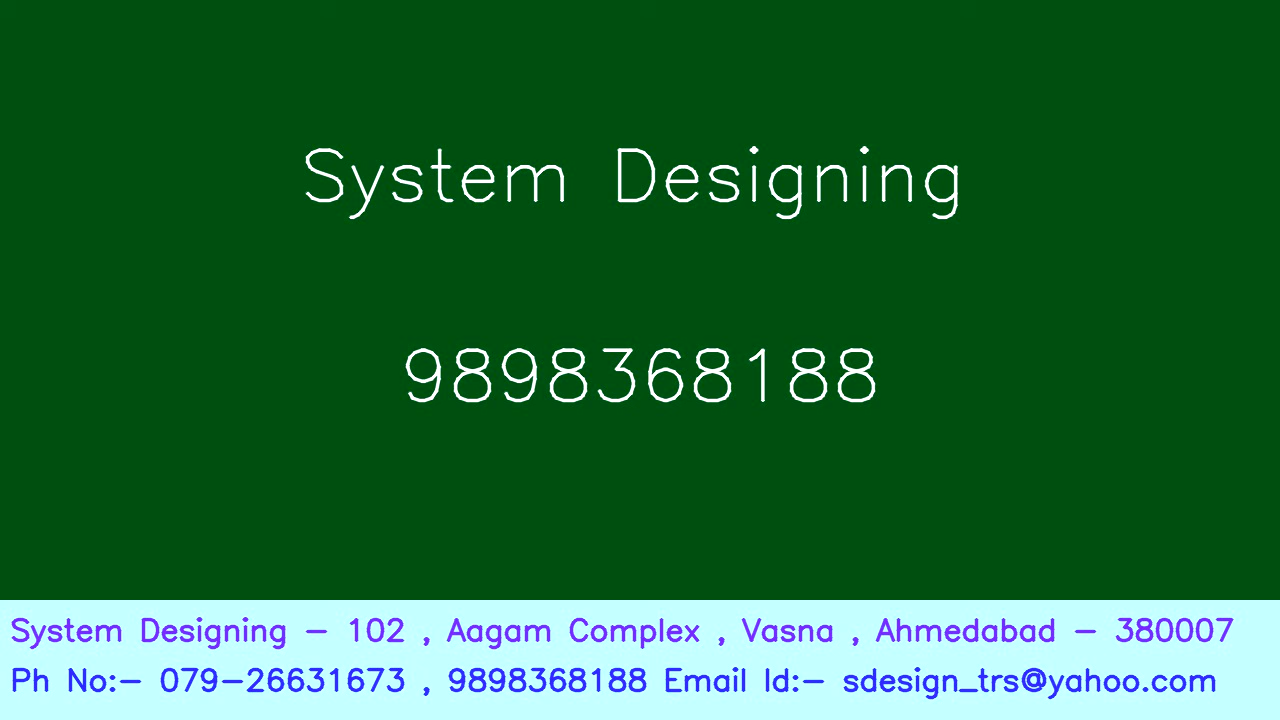 System Designing
9898368188
System Designing - 102 , Aagam Complex , Vasna , Ahmedabad - 380007
Ph No:- 079-26631673 , 9898368188 Email Id:- sdesign_trs@yahoo.com